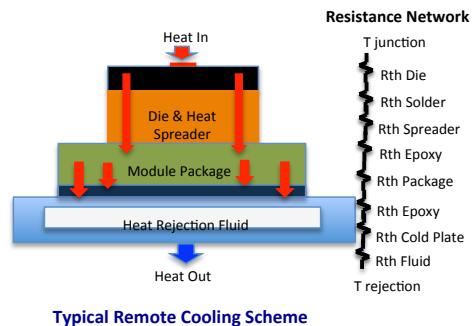 Resistance Network
Heat In
T junction
Rth Die
Rth Solder
Die & Heat
Spreader
Rth Spreader
Rth Epoxy
Module Package
Rth Package
Rth Epoxy
Heat Rejection Fluid
Rth Cold Plate
Rth Fluid
Heat Out
T rejection
Typical Remote Cooling Scheme